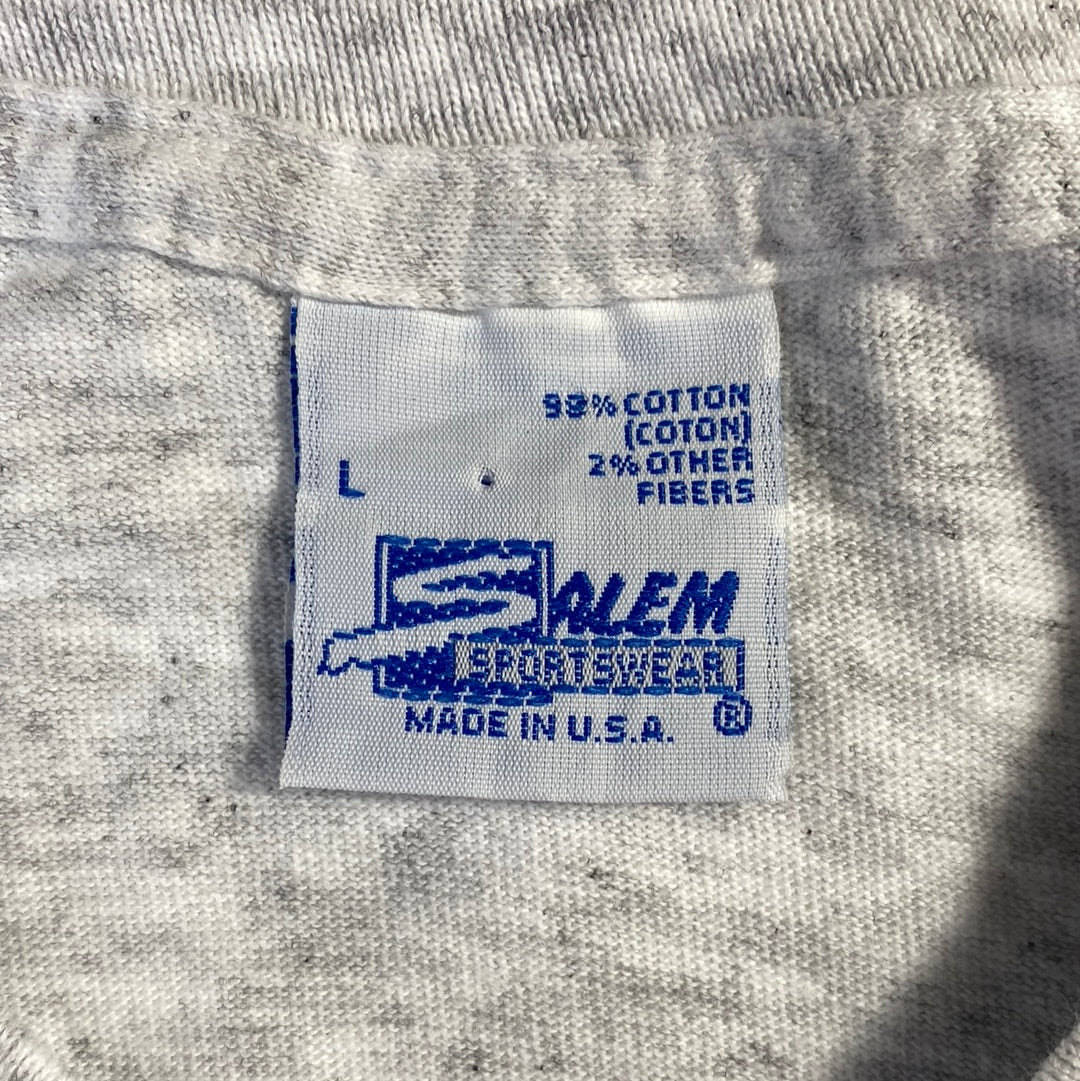 98% COTTON
(COTON)
2% OTHER
FIBERS
L
SALEM
SPORTSWEAR
®
MADE IN U.S.A.